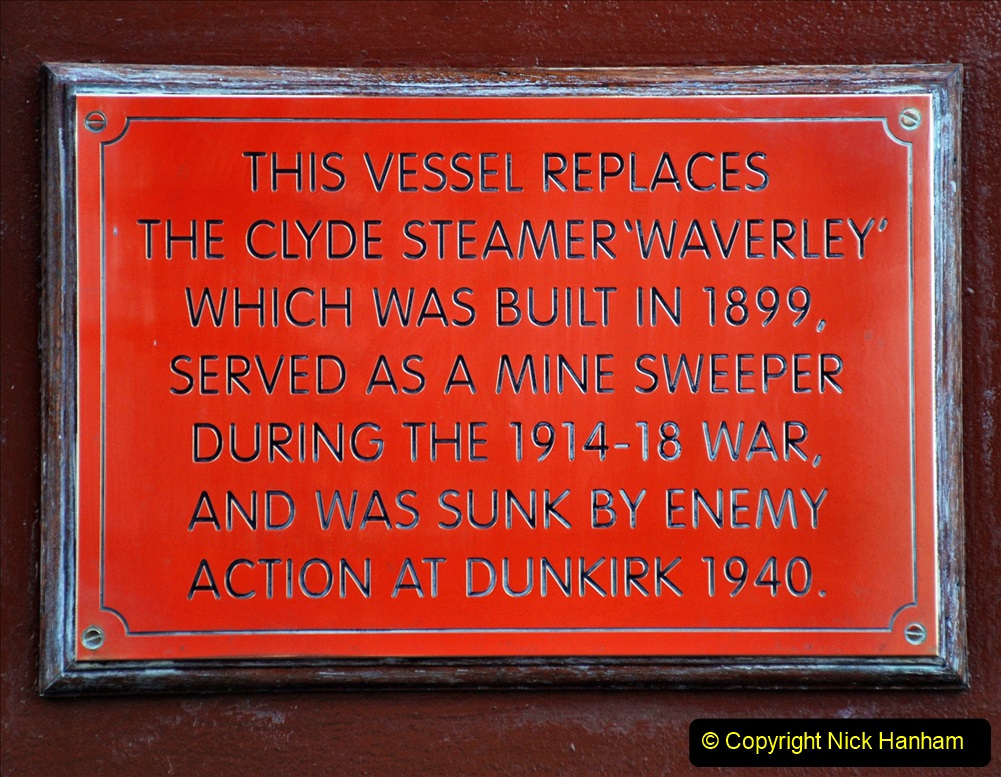 THIS VESSEL REPLACES
THE CLYDE STEAMER 'WAVERLEY'
WHICH WAS BUILT IN 1899,
SERVED AS A MINE SWEEPER
DURING THE 1914-18 WAR,
AND WAS SUNK BY ENEMY
ACTION AT DUNKIRK 1940.
© Copyright Nick Hanham